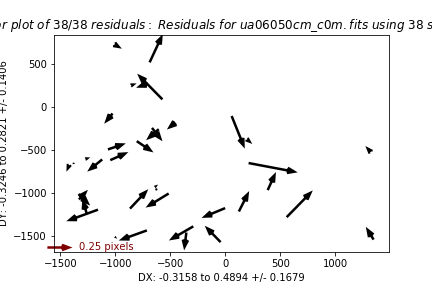 or plot of 38/38 residuals: Residuals for ua06050cm_c0m.fits using 38 s
DY: -0.3246 to 0.2821 +/- 0.1406
500
0
−500
−1000
−1500
0.25 pixels
−1500 −1000 −500 0 500 1000
DX: -0.3158 to 0.4894 +/- 0.1679